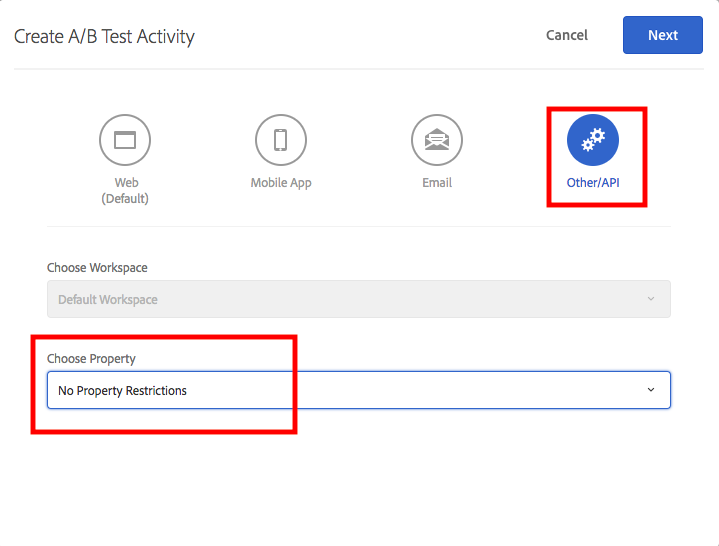 Create A/B Test Activity
Cancel
Next
Web
(Default)
Mobile App
Email
Other/API
Choose Workspace
Default Workspace
Choose Property
No Property Restrictions